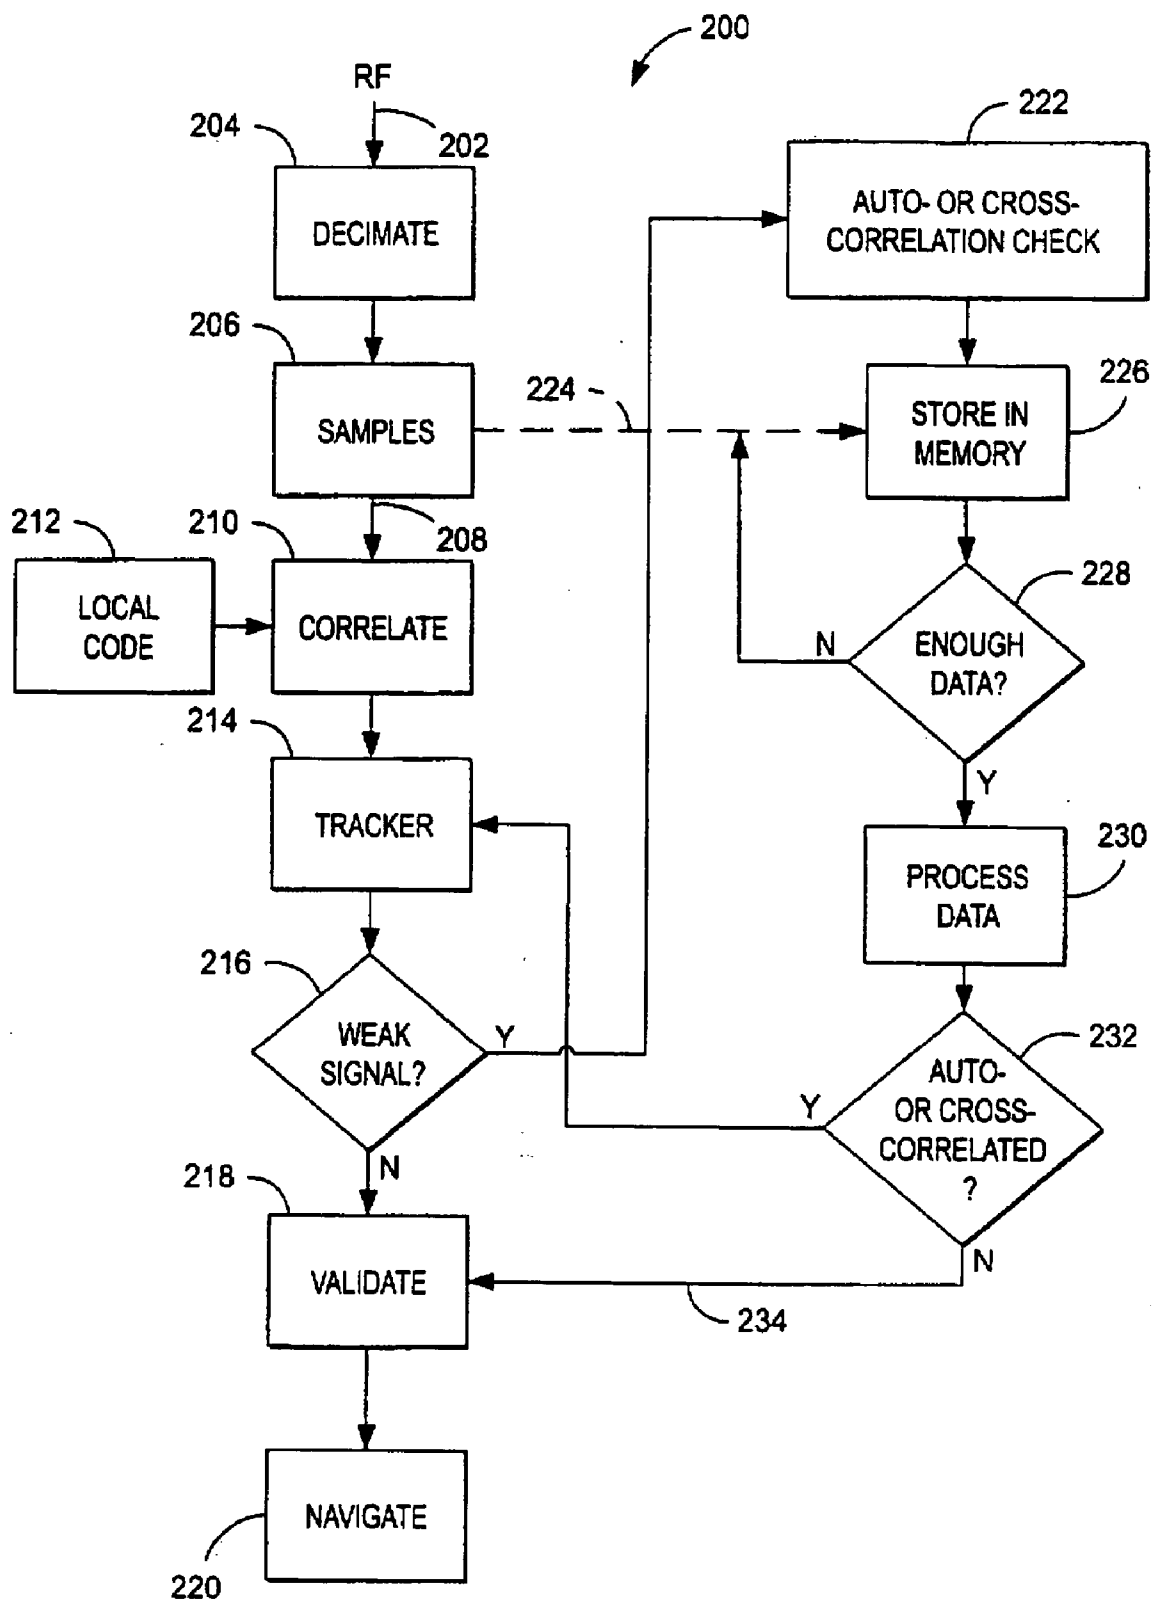 200
RF
202
204
DECIMATE
222
AUTO- OR CROSS-
CORRELATION CHECK
206
SAMPLES
224
226
STORE IN
MEMORY
208
210
212
LOCAL
CODE
CORRELATE
228
ENOUGH
DATA?
N
Y
214
TRACKER
230
PROCESS
DATA
216
WEAK
SIGNAL?
Y
N
232
AUTO-
OR CROSS-
CORRELATED
?
Y
N
218
VALIDATE
234
NAVIGATE
220